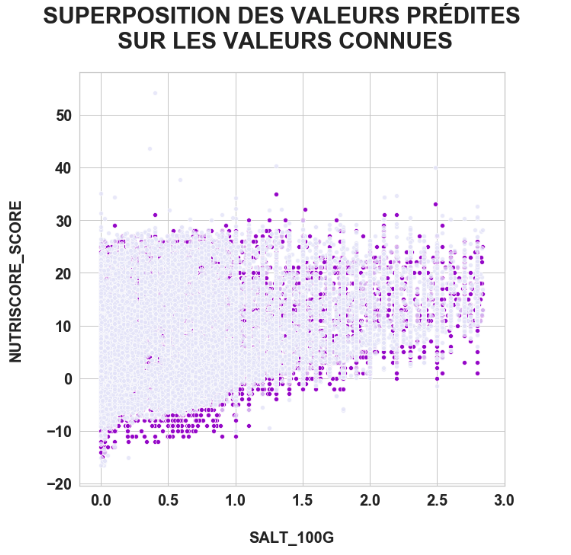 SUPERPOSITION DES VALEURS PRÉDITES
SUR LES VALEURS CONNUES
50
40
30
20
10
0
−10
−20
NUTRISCORE_SCORE
0.0 0.5 1.0 1.5 2.0 2.5 3.0
SALT_100G